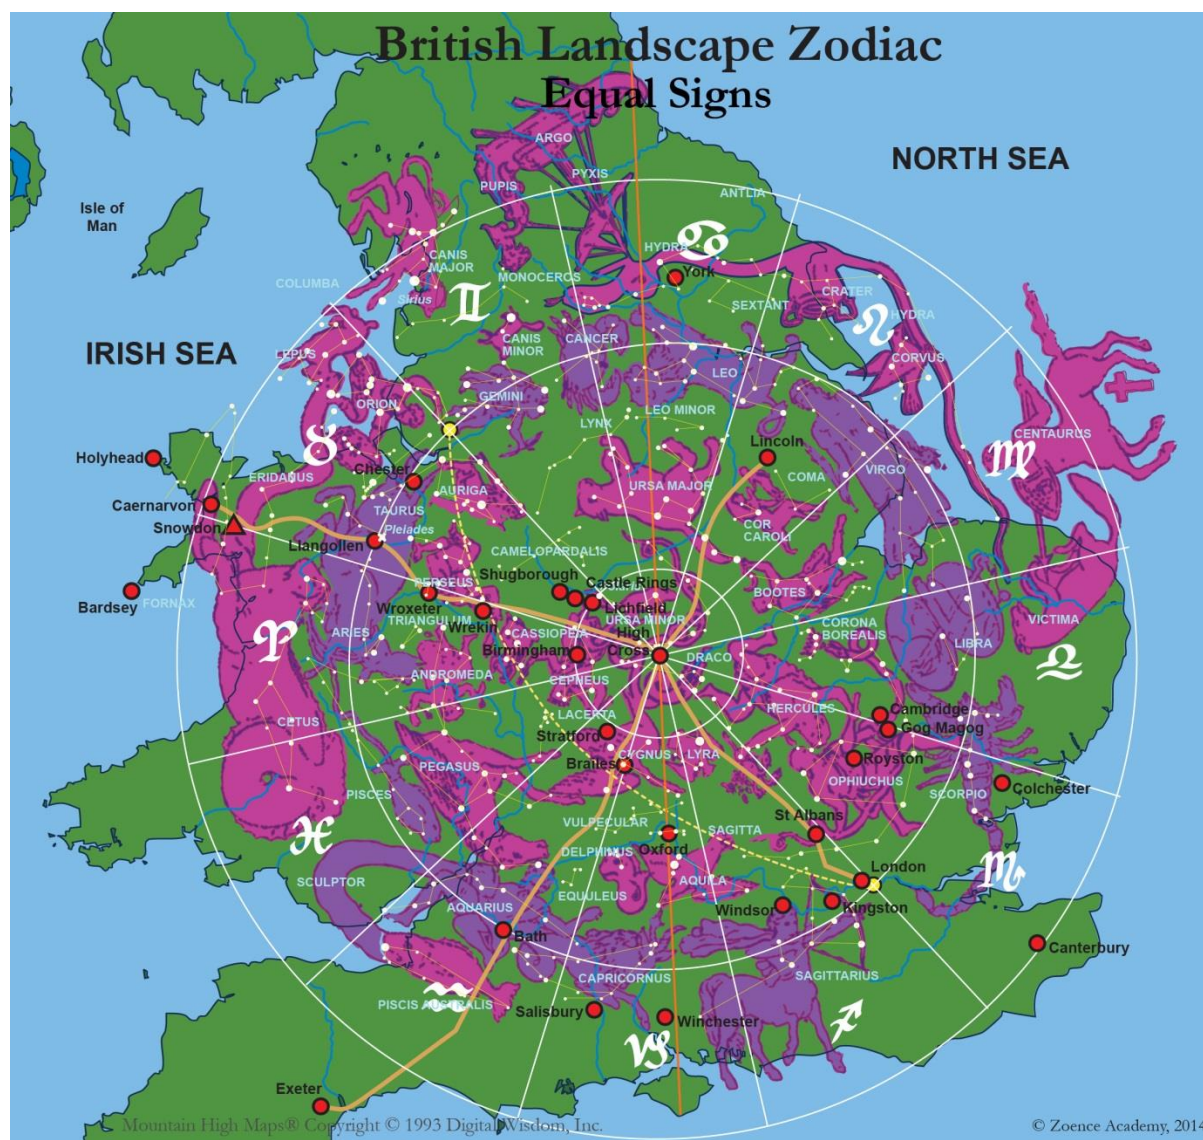 British Landscape Zodiac
Equal Signs
NORTH SEA
ARGO
PYXIS
PUPIS
ANTLIA
Isle of
Man
HYDRA
CANIS
MAJOR
MONOCEROS
York
COLUMBA
Sirius
SEXTANT
CRATER
HYDRA
IRISH SEA
LEPUS
CANIS
MINOR
CANCER
LEO
CORVUS
ORION
GEMINI
LEO MINOR
LYNX
CENTAURUS
Holyhead
Lincoln
ERIDANUS
Chester
AURIGA
URSA MAJOR
COMA
VIRGO
Caernarvon
Snowdon
TAURUS
Pleiades
COR
CAROLI
Llangollen
CAMELOPARDALIS
Shugborough
Castle Rings
Bardsey
FORNAX
PERSEUS
Wroxeter
TRIANGULUM
Lichfield
BOOTES
Wrekin
CASSIOPEIA
URSA MINOR
VICTIMA
ARIES
High
Cross
CORONA
BOREALIS
LIBRA
Birmingham
DRACO
ANDROMEDA
CEPHEUS
CETUS
LACERTA
HERCULES
Cambridge
Gog Magog
Stratford
CYGNUS
LYRA
Brailes
PEGASUS
Royston
OPHIUCHUS
Colchester
PISCES
SCORPIO
VULPECULAR
Oxford
SAGITTA
St Albans
DELPHINUS
London
SCULPTOR
EQUULEUS
AQUILA
AQUARIUS
Windsor
Kingston
Bath
Canterbury
CAPRICORNUS
SAGITTARIUS
PISCIS AUSTRALIS
Salisbury
Winchester
Exeter
Mountain High Maps® Copyright © 1993 Digital Wisdom, Inc.
© Zoence Academy, 2014